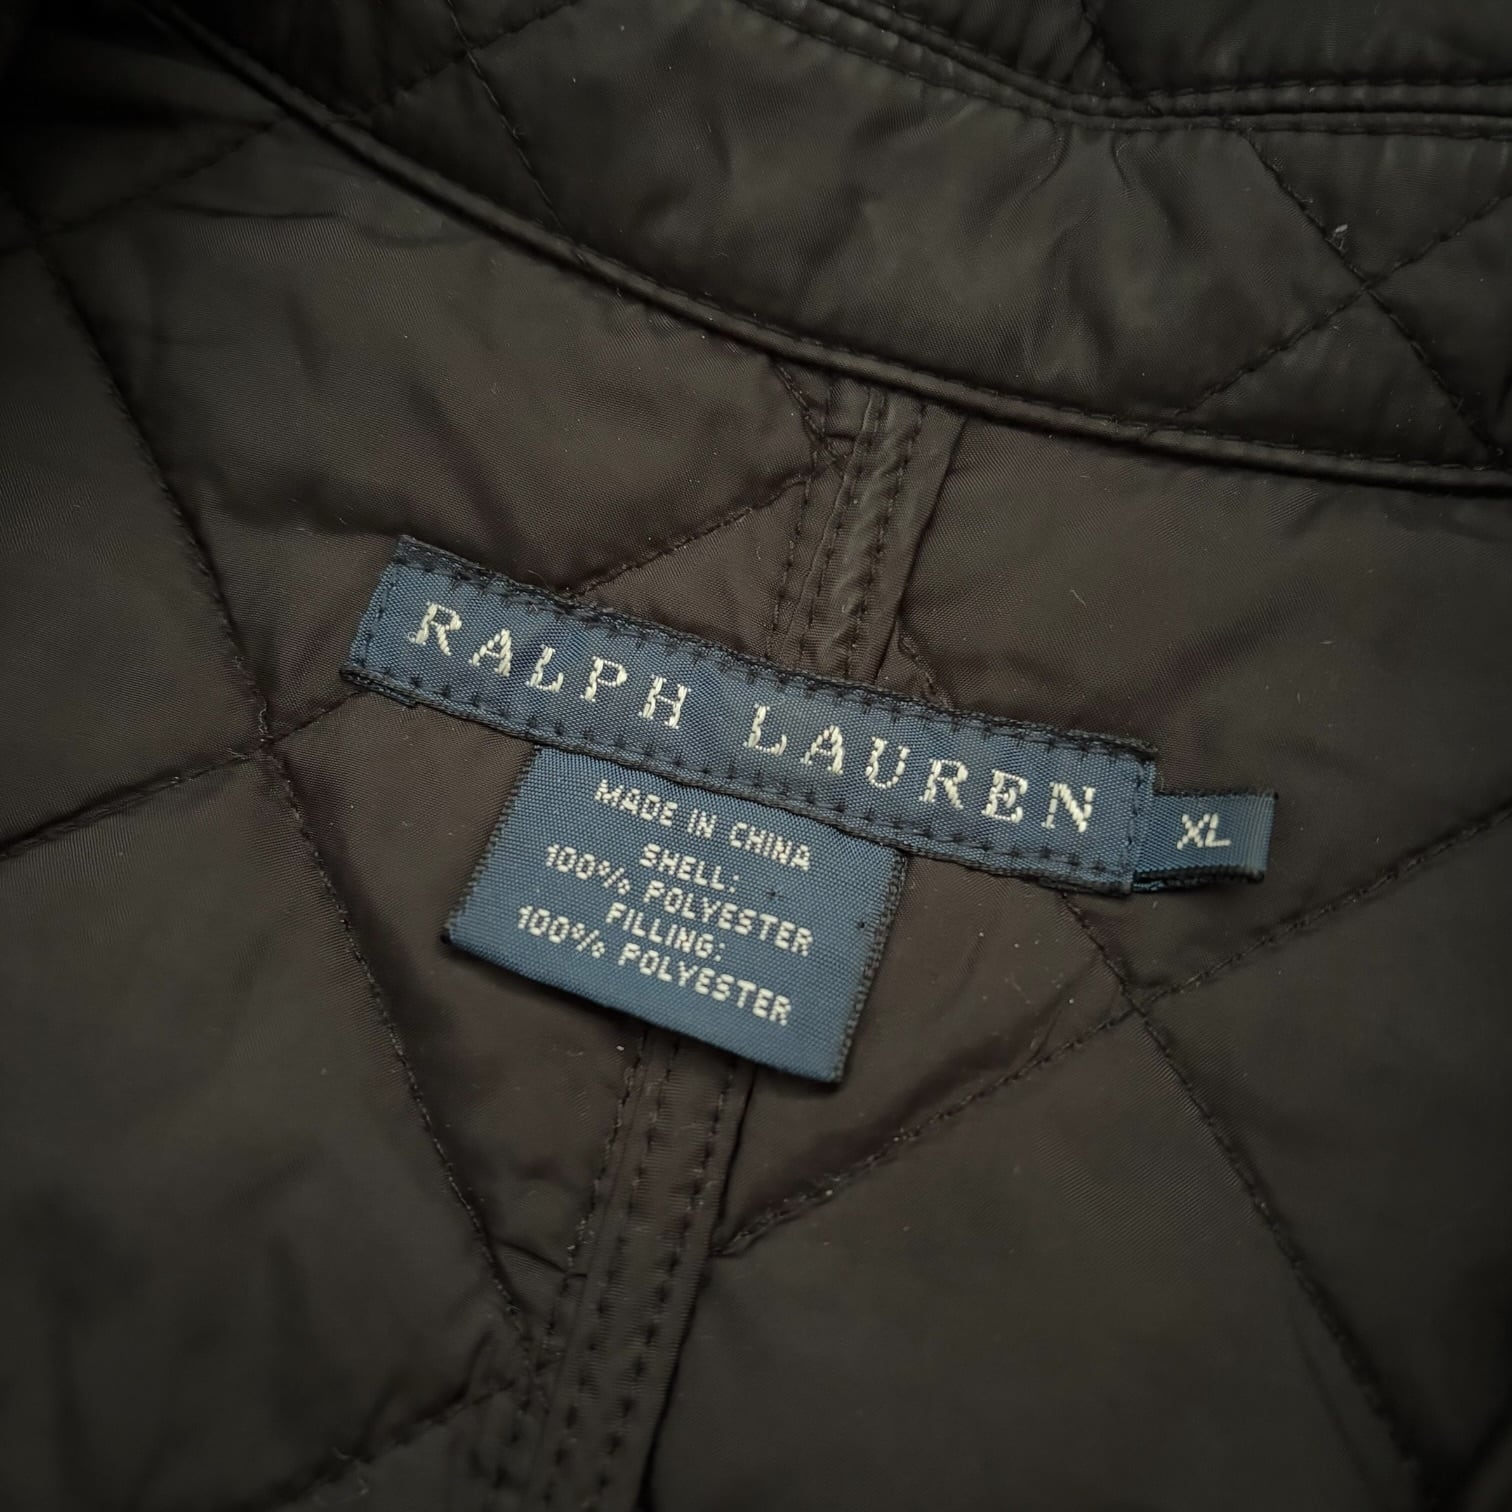 RALPH LAUREN
XL
MADE IN CHINA
SHELL:
100% POLYESTER
FILLING:
100% POLYESTER